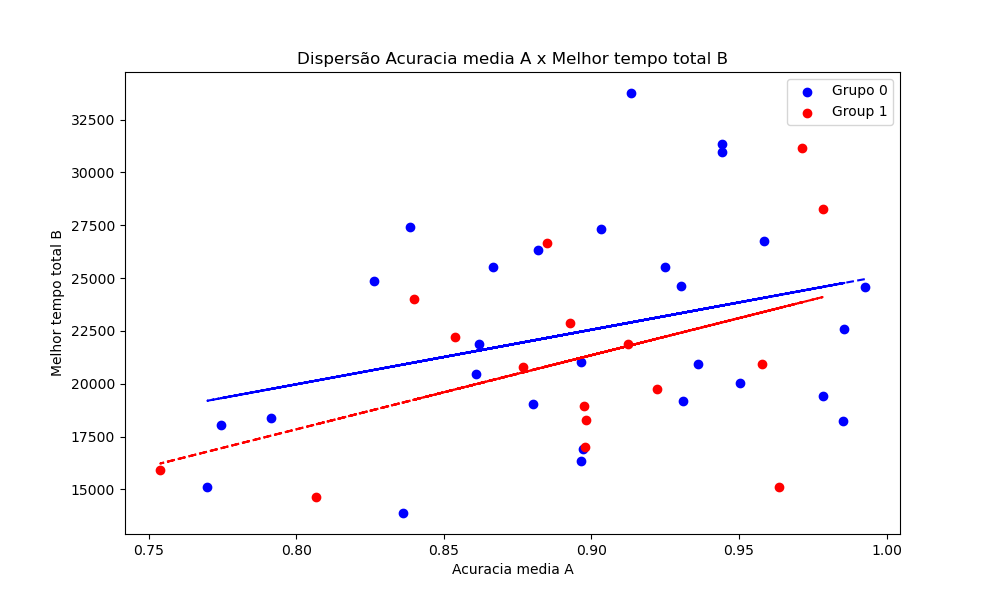 Dispersão Acuracia media A x Melhor tempo total B
Grupo 0
Group 1
Melhor tempo total B
32500
30000
27500
25000
22500
20000
17500
15000
0.75
0.80
0.85
0.90
0.95
1.00
Acuracia media A